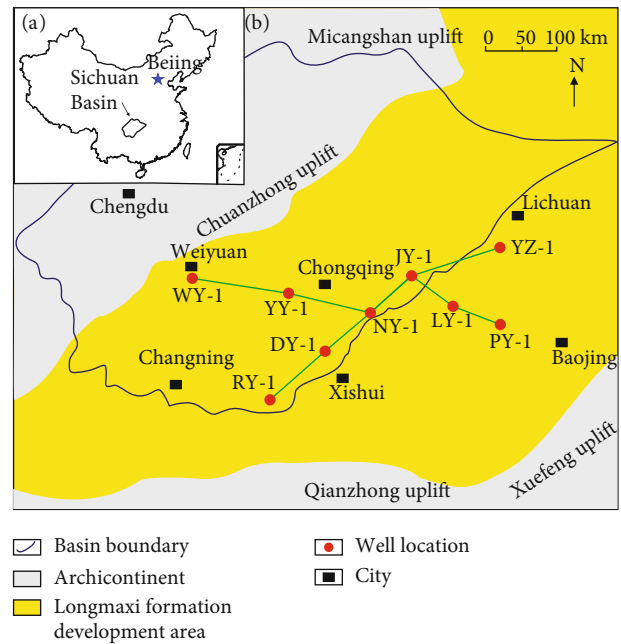 (a)
Beiing
Sichuan
Basin
(b)
Micangshan uplift
0 50 100 km
N
Chengdu
Chuanzhong uplift
Lichuan
Weiyuan
Chongqing
JY-1
YZ-1
WY-1
YY-1
NY-1
LY-1
PY-1
DY-1
Changning
Baojing
RY-1
Xishui
Xuefeng uplift
Qianzhong uplift
Basin boundary
Well location
Archicontinent
City
Longmaxi formation
development area